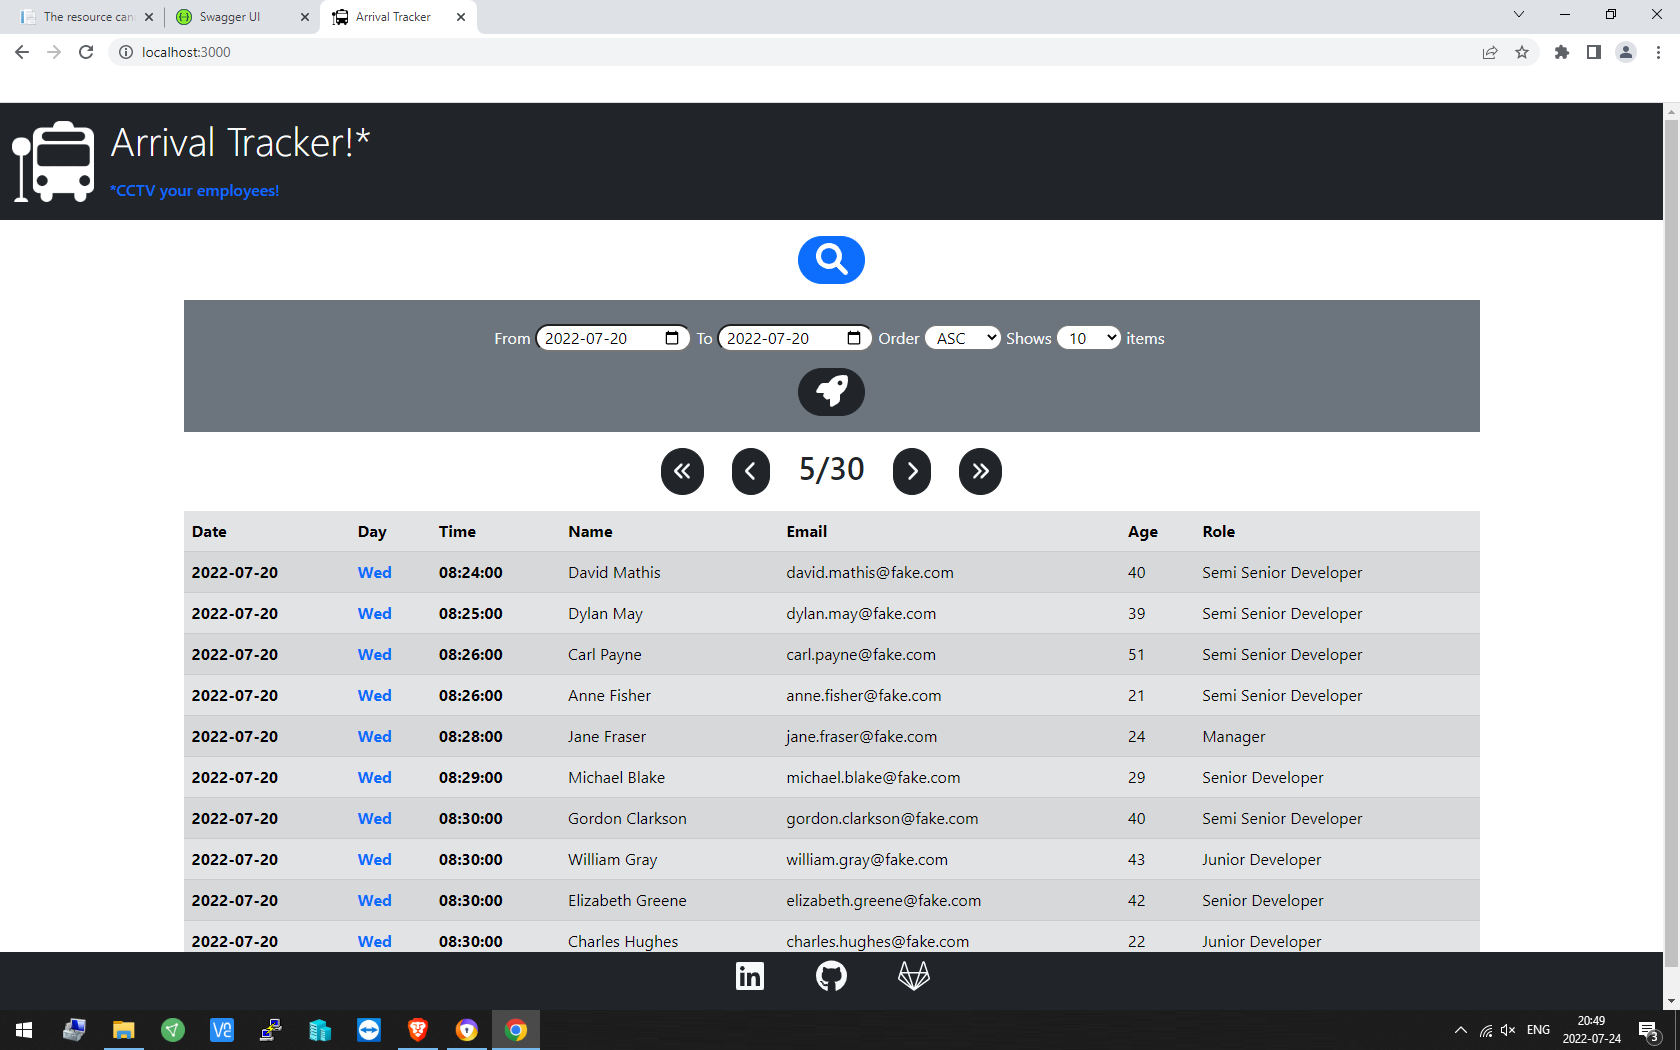 The resource can
Swagger UI
Arrival Tracker
localhost:3000
Arrival Tracker!*
*CCTV your employees!
From 2022-07-20 To 2022-07-20 Order ASC Shows 10 items
5/30
Date Day Time Name Email Age Role
2022-07-20 Wed 08:24:00 David Mathis david.mathis@fake.com 40 Semi Senior Developer
2022-07-20 Wed 08:25:00 Dylan May dylan.may@fake.com 39 Semi Senior Developer
2022-07-20 Wed 08:26:00 Carl Payne carl.payne@fake.com 51 Semi Senior Developer
2022-07-20 Wed 08:26:00 Anne Fisher anne.fisher@fake.com 21 Semi Senior Developer
2022-07-20 Wed 08:28:00 Jane Fraser jane.fraser@fake.com 24 Manager
2022-07-20 Wed 08:29:00 Michael Blake michael.blake@fake.com 29 Senior Developer
2022-07-20 Wed 08:30:00 Gordon Clarkson gordon.clarkson@fake.com 40 Semi Senior Developer
2022-07-20 Wed 08:30:00 William Gray william.gray@fake.com 43 Junior Developer
2022-07-20 Wed 08:30:00 Elizabeth Greene elizabeth.greene@fake.com 42 Senior Developer
2022-07-20 Wed 08:30:00 Charles Hughes charles.hughes@fake.com 22 Junior Developer
in
ENG
20:49
2022-07-24
3